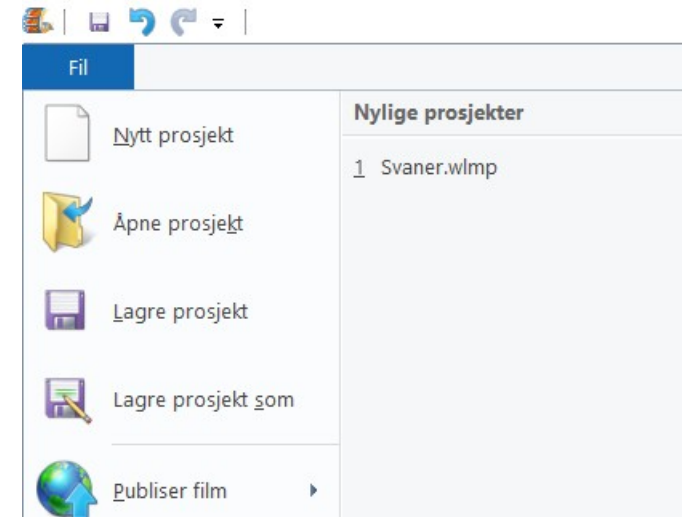 Fil
Nytt prosjekt
Åpne prosjekt
Lagre prosjekt
Lagre prosjekt som
Publiser film
Nylige prosjekter
1 Svaner.wlmp